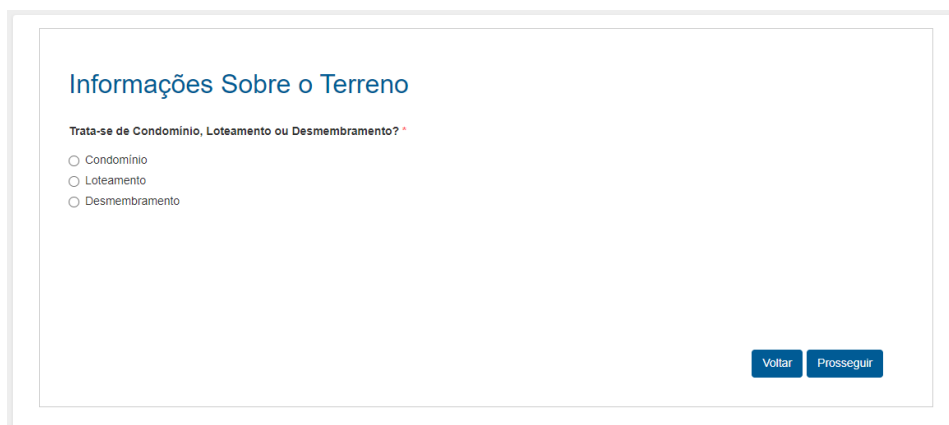 Informações Sobre o Terreno
Trata-se de Condomínio, Loteamento ou Desmembramento? *
Condomínio
Loteamento
Desmembramento
Voltar Prosseguir